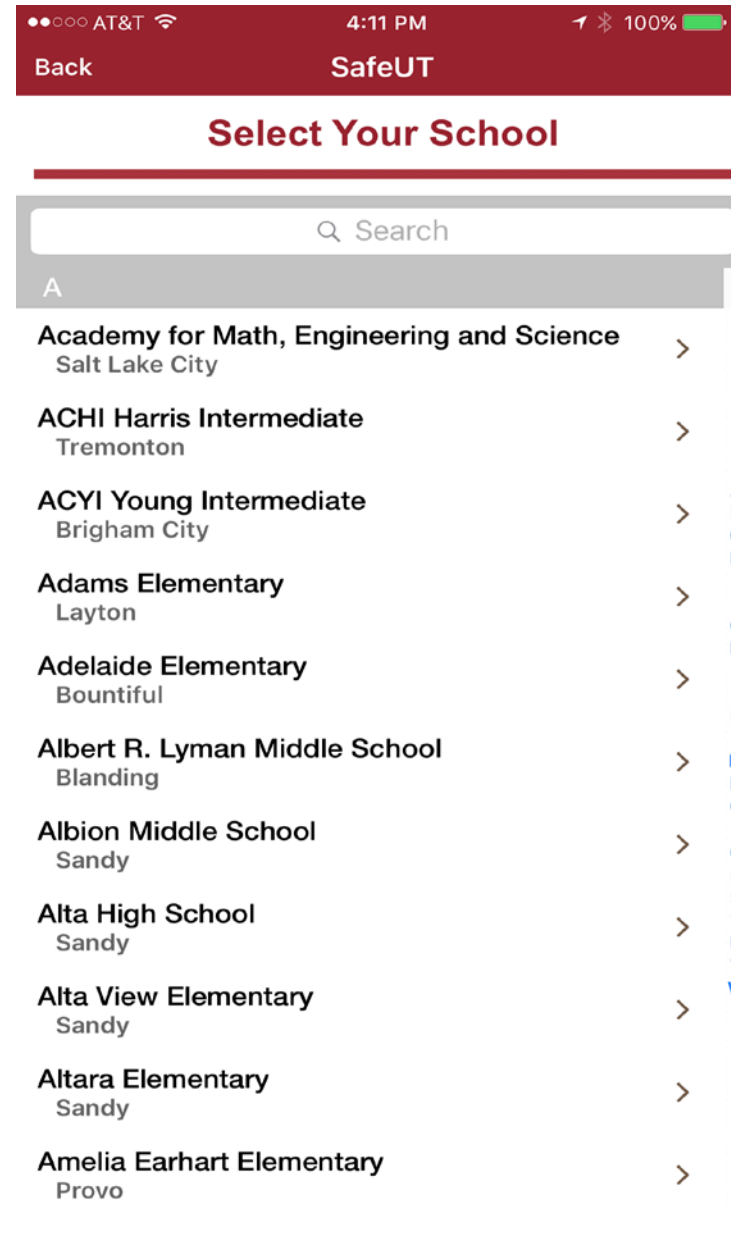 AT&T 4:11 PM 100%
Back SafeUT
Select Your School
Search
A
Academy for Math, Engineering and Science
Salt Lake City
ACHI Harris Intermediate
Tremonton
ACYI Young Intermediate
Brigham City
Adams Elementary
Layton
Adelaide Elementary
Bountiful
Albert R. Lyman Middle School
Blanding
Albion Middle School
Sandy
Alta High School
Sandy
Alta View Elementary
Sandy
Altara Elementary
Sandy
Amelia Earhart Elementary
Provo